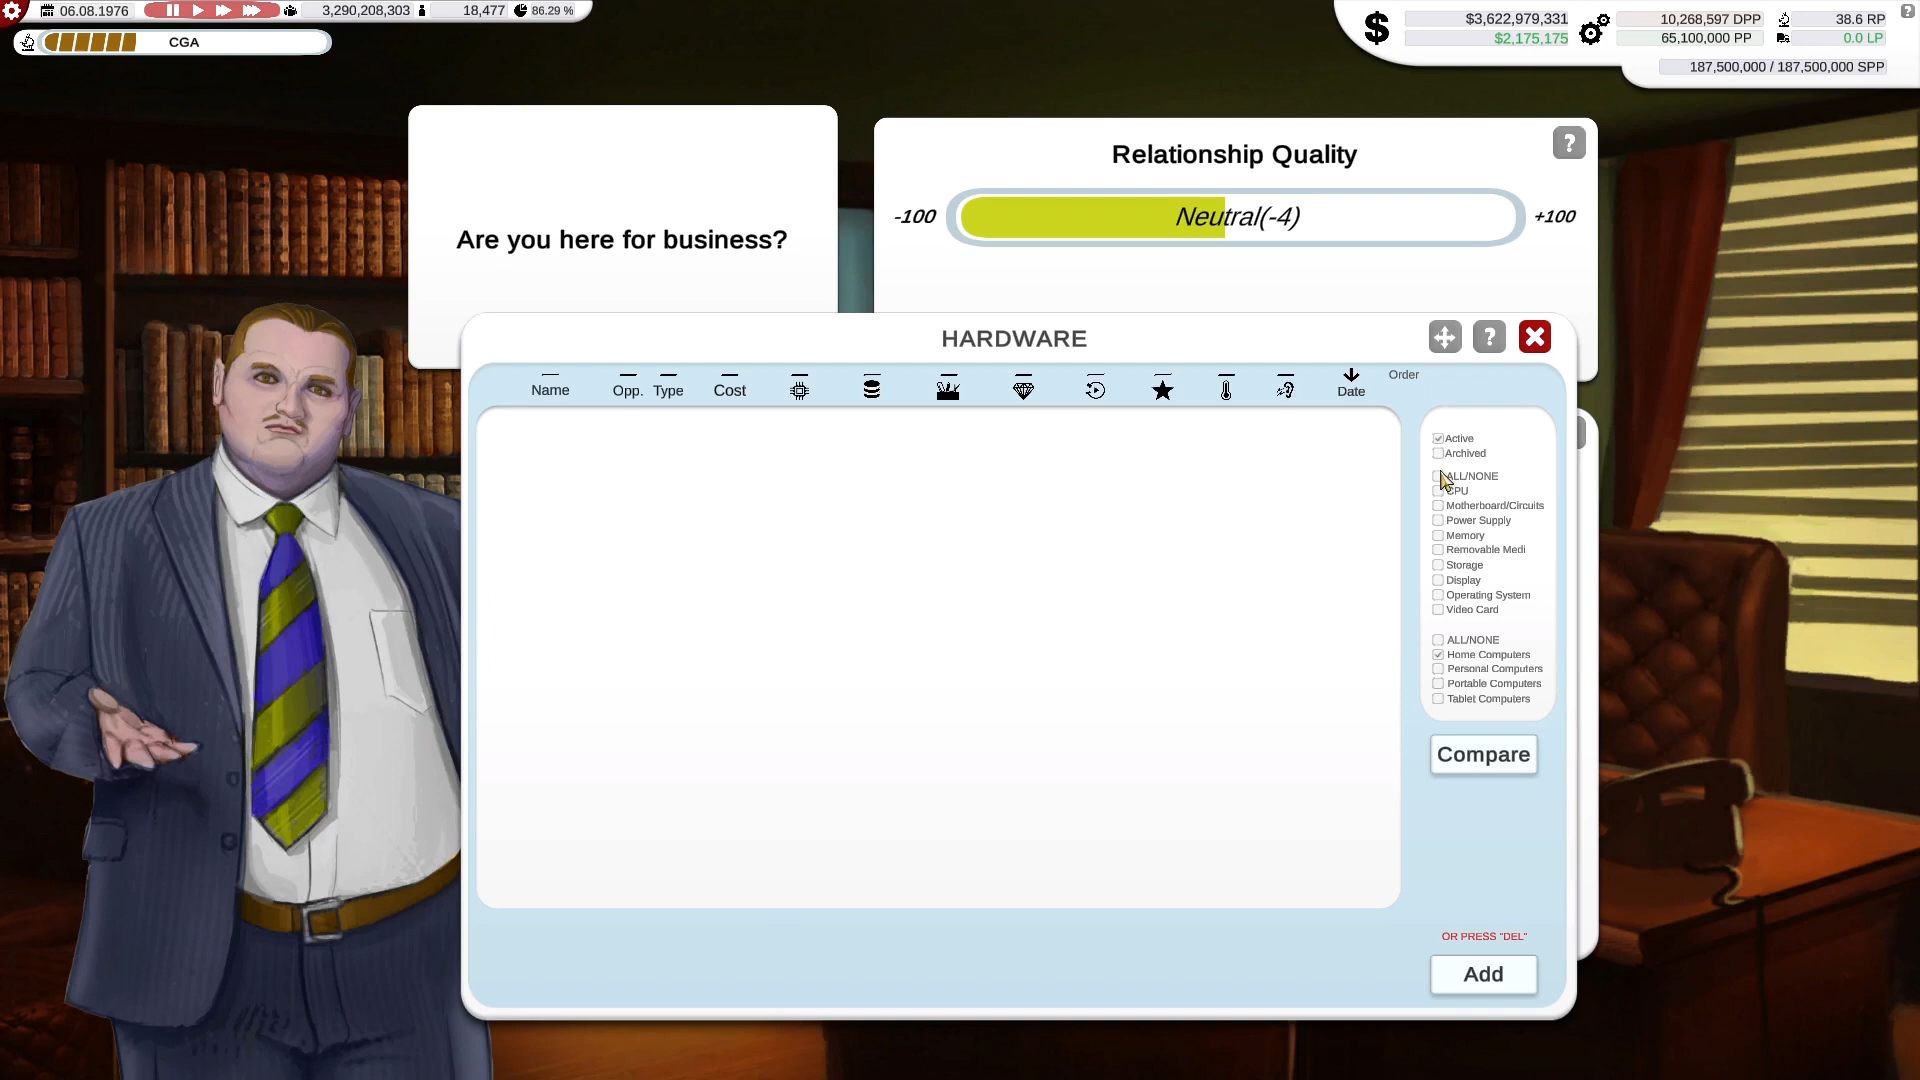 06.08.1976
3,290,208,303
18,477
86.29 %
CGA
$3,622,979,331
$2,175,175
10,268,597 DPP
65,100,000 PP
38.6 RP
0.0 LP
187,500,000 / 187,500,000 SPP
?
Are you here for business?
Relationship Quality
?
-100
Neutral(-4)
+100
HARDWARE
?
Name
Opp.
Type
Cost
Date
Order
Active
Archived
ALL/NONE
CPU
Motherboard/Circuits
Power Supply
Memory
Removable Medi
Storage
Display
Operating System
Video Card
ALL/NONE
Home Computers
Personal Computers
Portable Computers
Tablet Computers
Compare
OR PRESS "DEL"
Add